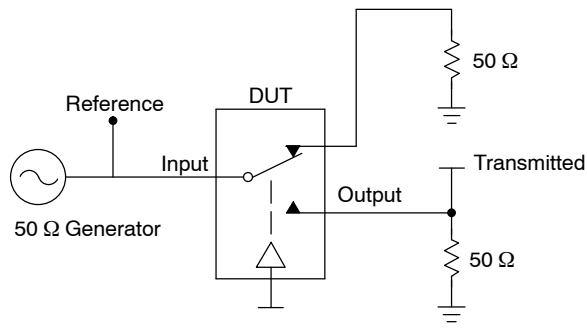 50 Ω
DUT
Reference
Input
Transmitted
Output
50 Ω Generator
50 Ω